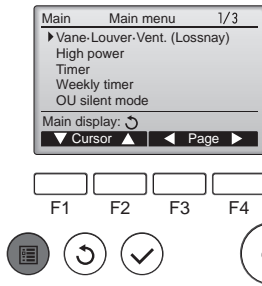 Main Main menu 1/3
Vane·Louver·Vent. (Lossnay)
High power
Timer
Weekly timer
OU silent mode
Main display:
Cursor Page
F1 F2 F3 F4